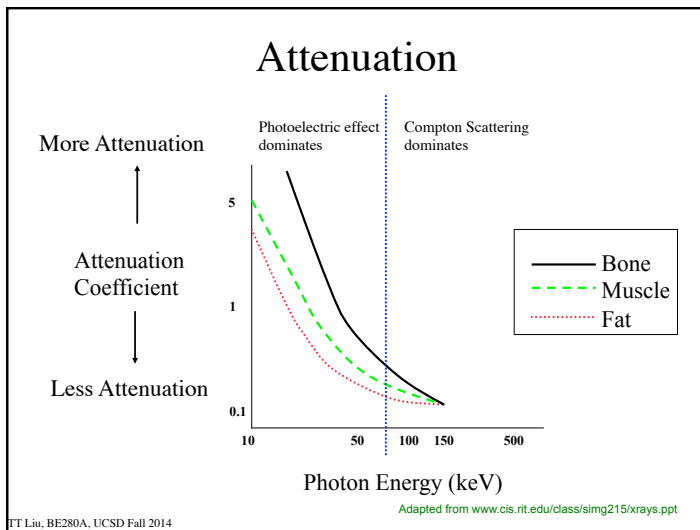 Attenuation
Photoelectric effect
dominates
Compton Scattering
dominates
More Attenuation
Attenuation
Coefficient
Less Attenuation
5
1
0.1
10
50
100
150
500
Photon Energy (keV)
Bone
Muscle
Fat
Adapted from www.cis.rit.edu/class/simg215/xrays.ppt
TT Liu, BE280A, UCSD Fall 2014